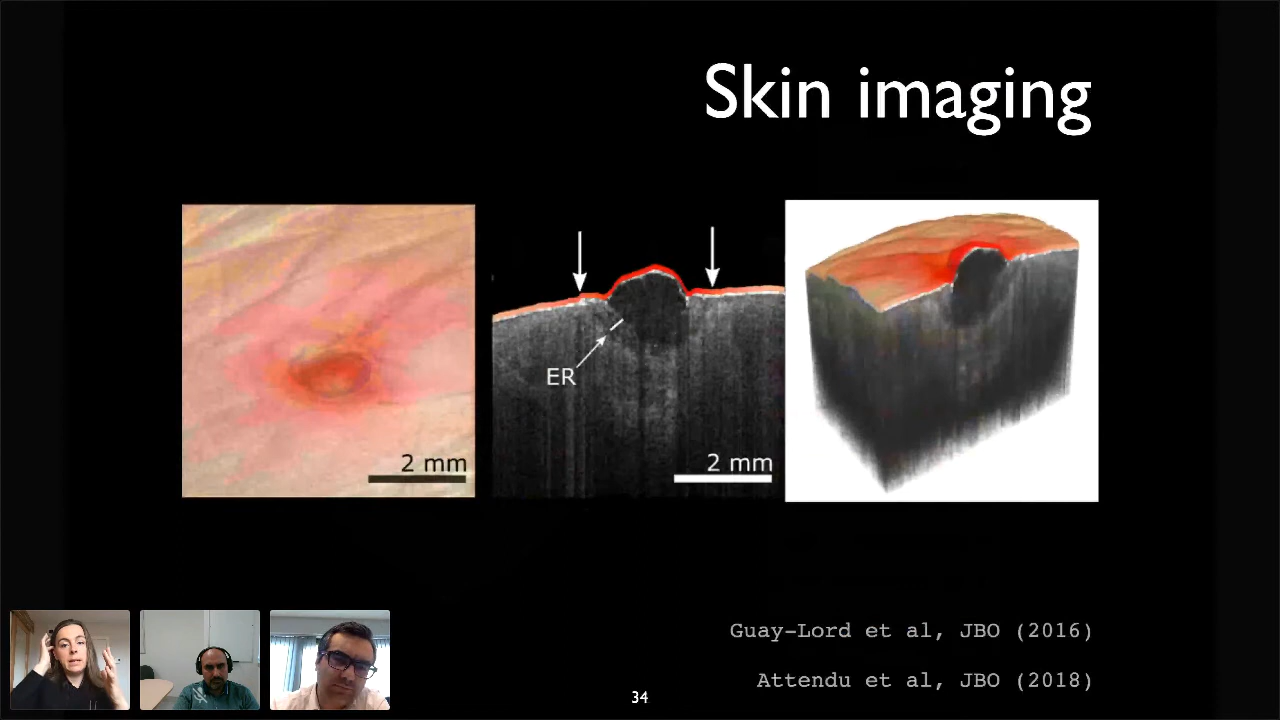 Skin imaging
ER
2 mm
2 mm
Guay-Lord et al, JBO (2016)
Attendu et al, JBO (2018)
34